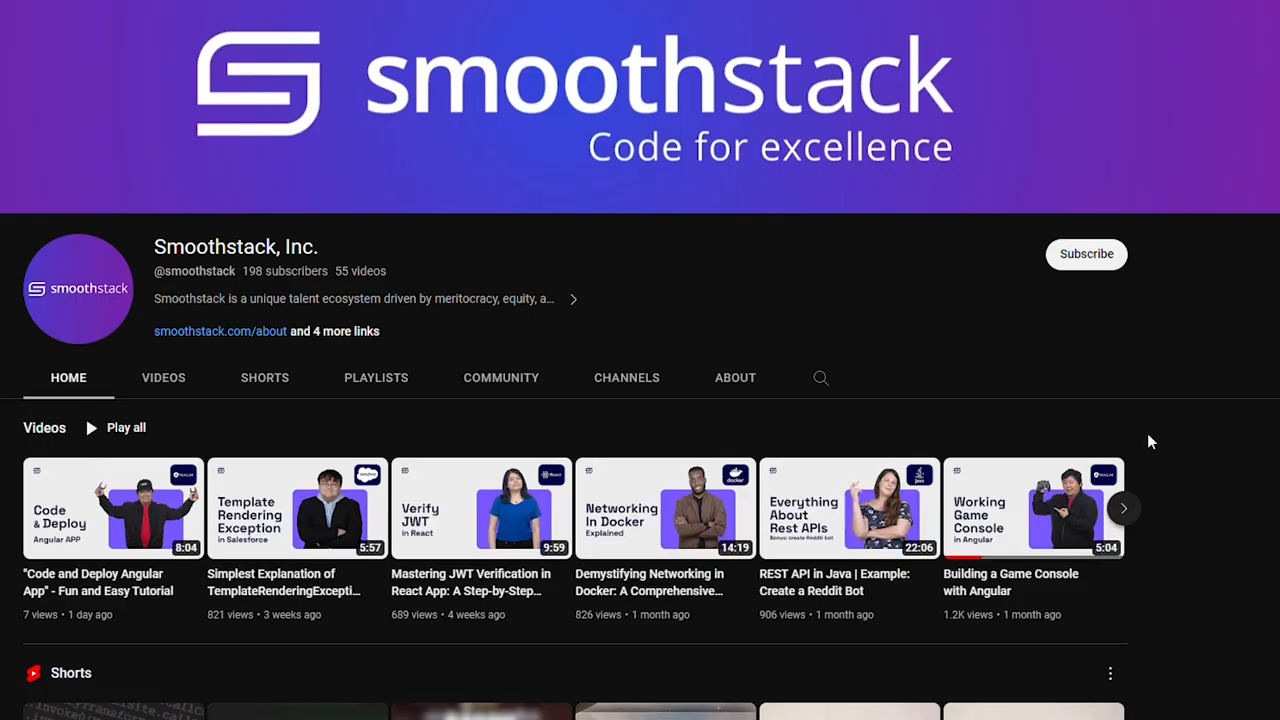 smoothstack
Code for excellence
smoothstack
Smoothstack, Inc.
@smoothstack 198 subscribers 55 videos
Smoothstack is a unique talent ecosystem driven by meritocracy, equity, a...
smoothstack.com/about and 4 more links
Subscribe
HOME VIDEOS SHORTS PLAYLISTS COMMUNITY CHANNELS ABOUT
Videos Play all
Code
& Deploy
Angular APP
8:04
Template
Rendering
Exception
in Salesforce
5:57
Verify
JWT
in React
9:59
Networking
In Docker
Explained
docker
14:19
Everything
About
Rest APIs
Bonus: create Reddit bot
22:06
Working
Game
Console
in Angular
5:04
"Code and Deploy Angular
App" - Fun and Easy Tutorial
7 views • 1 day ago
Simplest Explanation of
TemplateRenderingExcepti...
821 views • 3 weeks ago
Mastering JWT Verification in
React App: A Step-by-Step...
689 views • 4 weeks ago
Demystifying Networking in
Docker: A Comprehensive...
826 views • 1 month ago
REST API in Java | Example:
Create a Reddit Bot
906 views • 1 month ago
Building a Game Console
with Angular
1.2K views • 1 month ago
Shorts